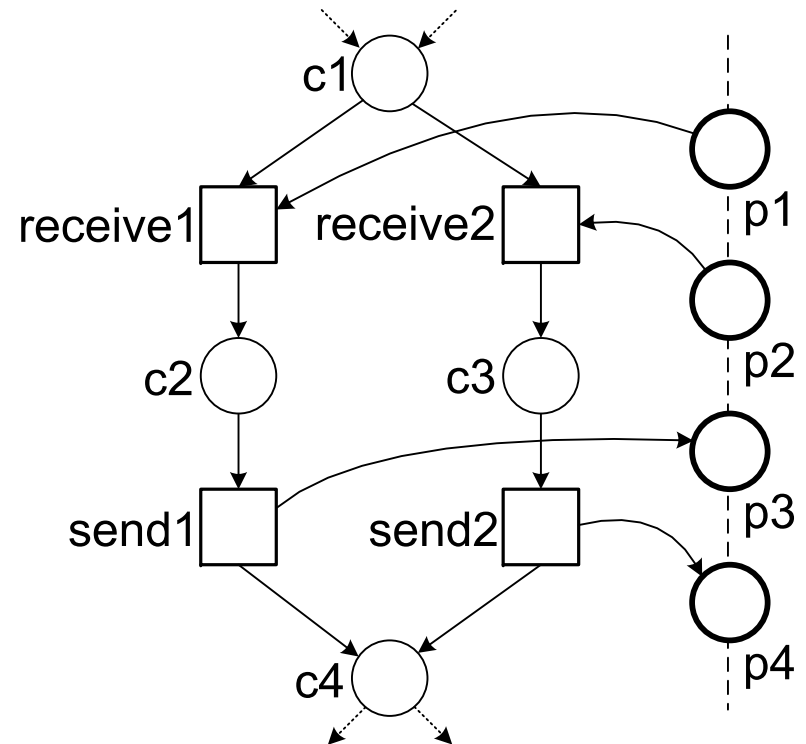 c1
p1
receive1
receive2
p2
c2
c3
p3
send1
send2
p4
c4